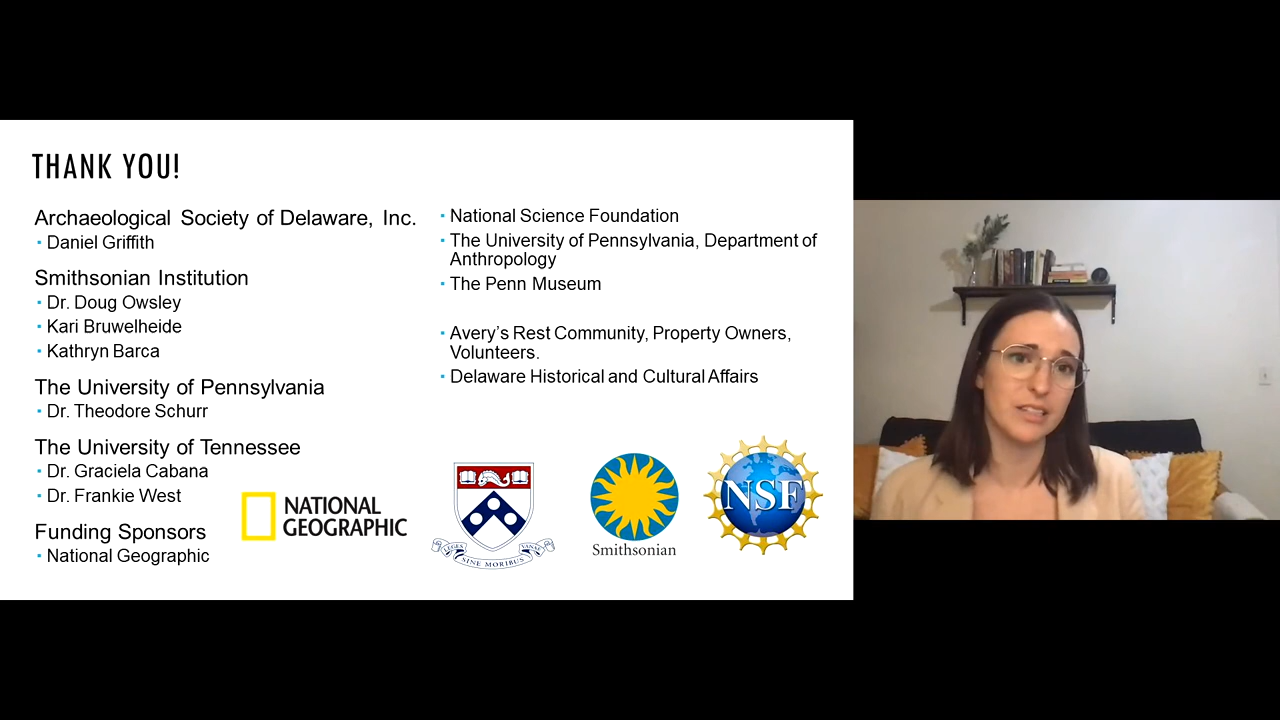 THANK YOU!
Archaeological Society of Delaware, Inc.
Daniel Griffith
Smithsonian Institution
Dr. Doug Owsley
Kari Bruwelheide
Kathryn Barca
The University of Pennsylvania
Dr. Theodore Schurr
The University of Tennessee
Dr. Graciela Cabana
Dr. Frankie West
Funding Sponsors
National Geographic
National Science Foundation
The University of Pennsylvania, Department of
Anthropology
The Penn Museum
Avery's Rest Community, Property Owners,
Volunteers.
Delaware Historical and Cultural Affairs
NATIONAL
GEOGRAPHIC
LEGES VANAE
SINE MORIBUS
Smithsonian
NSF